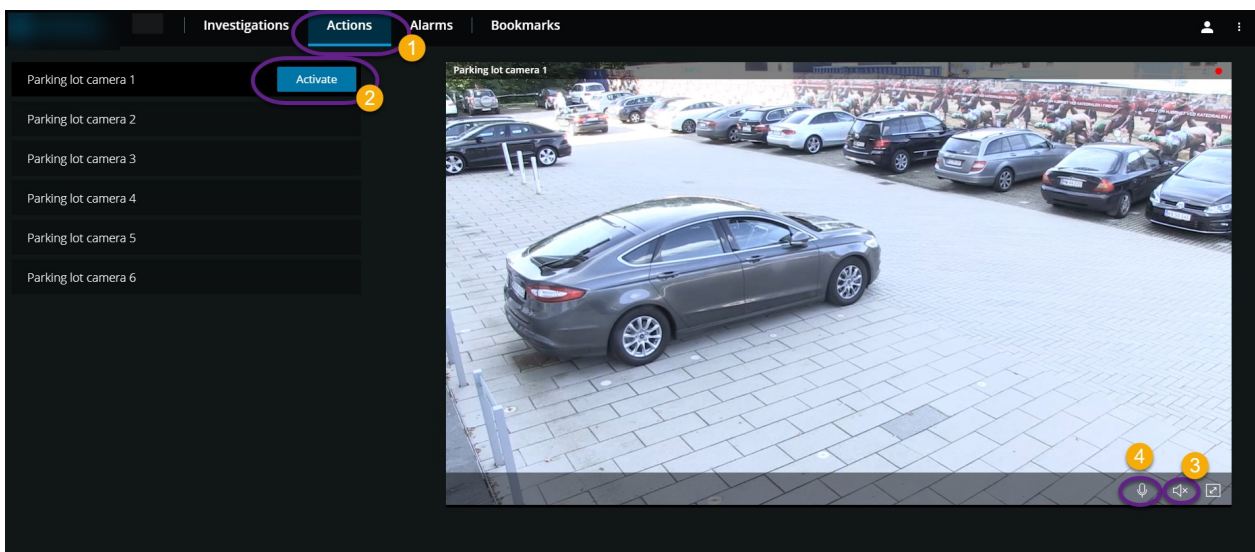 Investigations Actions Alarms Bookmarks
1
Parking lot camera 1 Activate
2
Parking lot camera 2
Parking lot camera 3
Parking lot camera 4
Parking lot camera 5
Parking lot camera 6
Parking lot camera 1
4
3